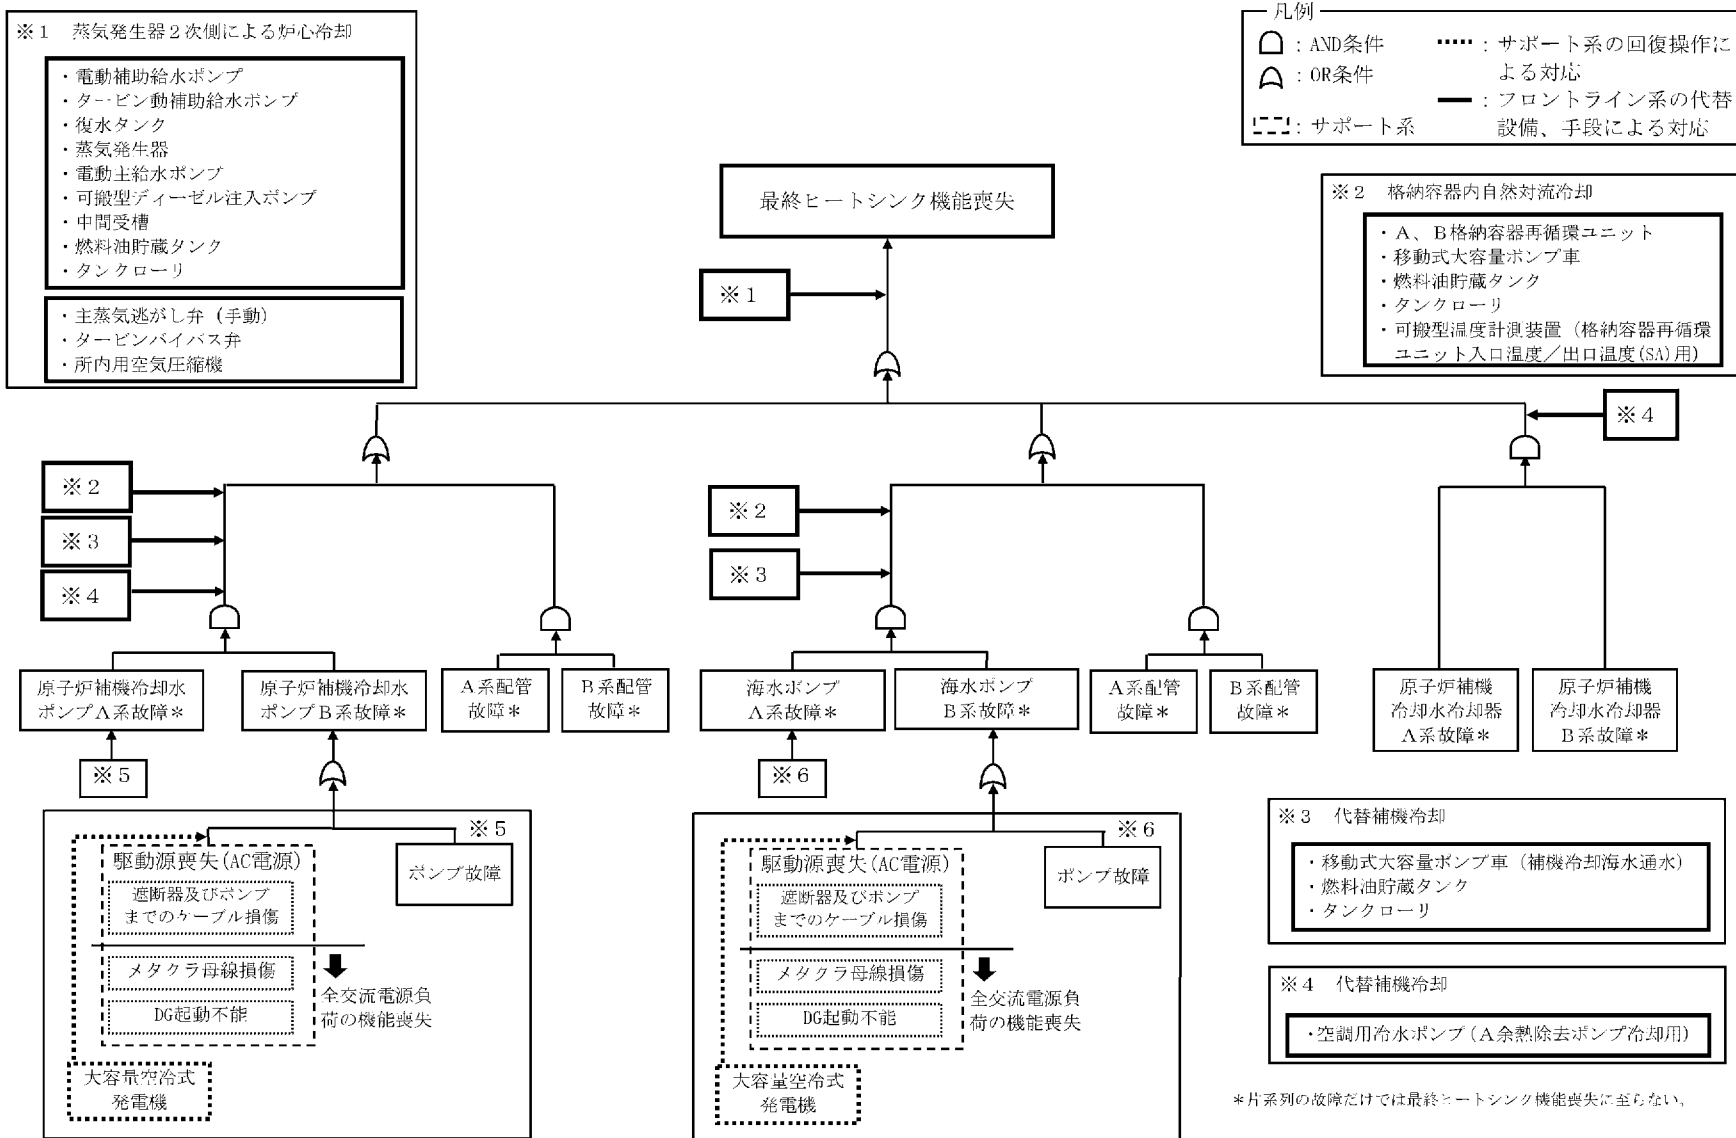 ※１　蒸気発生器２次側による炉心冷却
・電動補助給水ポンプ
・タービン動補助給水ポンプ
・復水タンク
・蒸気発生器
・電動主給水ポンプ
・可搬型ディーゼル注入ポンプ
・中間受槽
・燃料油貯蔵タンク
・タンクローリ
・主蒸気逃がし弁（手動）
・タービンバイパス弁
・所内用空気圧縮機
凡例
：AND条件
：OR条件
：サポート系
：サポート系の回復操作に
よる対応
：フロントライン系の代替
設備、手段による対応
最終ヒートシンク機能喪失
※２　格納容器内自然対流冷却
・Ａ、Ｂ格納容器再循環ユニット
・移動式大容量ポンプ車
・燃料油貯蔵タンク
・タンクローリ
・可搬型温度計測装置（格納容器再循環
ユニット入口温度／出口温度(SA)用）
※１
※４
※２
※３
※４
※２
※３
原子炉補機冷却水
ポンプＡ系故障＊
原子炉補機冷却水
ポンプＢ系故障＊
Ａ系配管
故障＊
Ｂ系配管
故障＊
海水ポンプ
Ａ系故障＊
海水ポンプ
Ｂ系故障＊
Ａ系配管
故障＊
Ｂ系配管
故障＊
原子炉補機
冷却水冷却器
Ａ系故障＊
原子炉補機
冷却水冷却器
Ｂ系故障＊
※５
※６
※５
駆動源喪失(AC電源)
遮断器及びポンプ
までのケーブル損傷
メタクラ母線損傷
DG起動不能
ポンプ故障
全交流電源負
荷の機能喪失
大容量空冷式
発電機
※６
駆動源喪失(AC電源)
遮断器及びポンプ
までのケーブル損傷
メタクラ母線損傷
DG起動不能
ポンプ故障
全交流電源負
荷の機能喪失
大容量空冷式
発電機
※３　代替補機冷却
・移動式大容量ポンプ車（補機冷却海水通水）
・燃料油貯蔵タンク
・タンクローリ
※４　代替補機冷却
・空調用冷水ポンプ(Ａ余熱除去ポンプ冷却用)
＊片系列の故障だけでは最終ヒートシンク機能喪失に至らない。